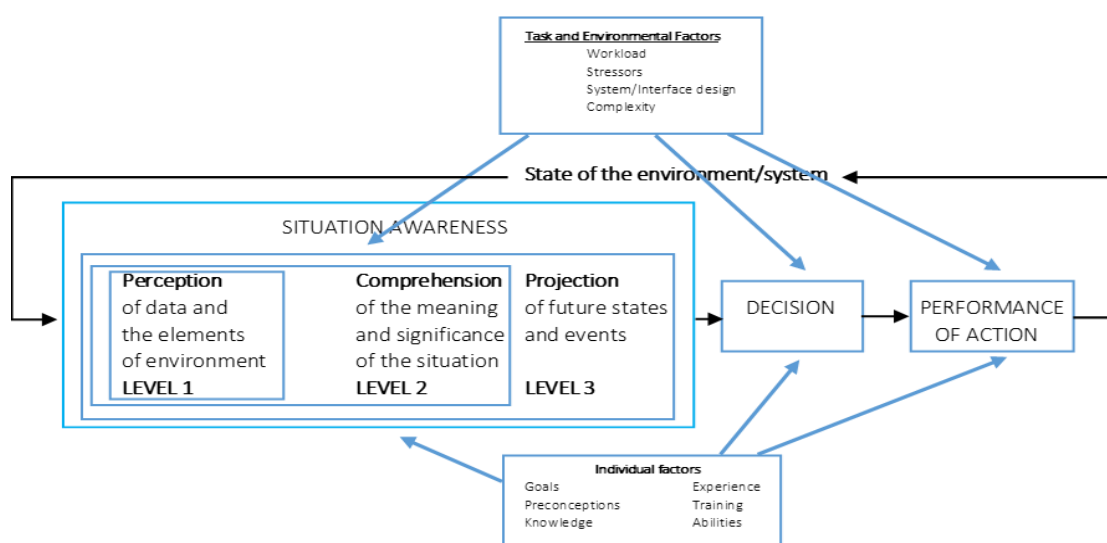 Task and Environmental Factors
Workload
Stressors
System/Interface design
Complexity
State of the environment/system
SITUATION AWARENESS
Perception
of data and
the elements
of environment
LEVEL 1
Comprehension
of the meaning
and significance
of the situation
LEVEL 2
Projection
of future states
and events
LEVEL 3
DECISION
PERFORMANCE
OF ACTION
Individual factors
Goals
Preconceptions
Knowledge
Experience
Training
Abilities